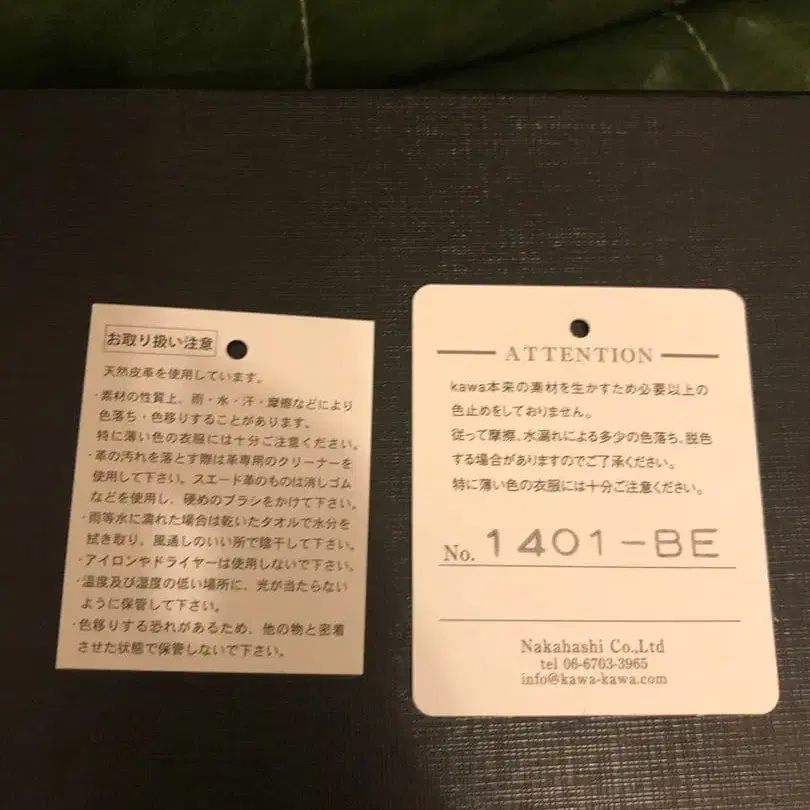 お取り扱い注意
天然皮革を使用しています。
・素材の性質上、雨・水・汗・摩擦などにより
色落ち・色移りすることがあります。
特に薄い色の衣服には十分ご注意ください。
・革の汚れを落とす際は革専用のクリーナーを
使用して下さい。スエード革のものは消しゴム
などを使用し、硬めのブラシをかけて下さい。
・雨等水に濡れた場合は乾いたタオルで水分を
拭き取り、風通しのいい所で陰干して下さい。
・アイロンやドライヤーは使用しないで下さい。
・温度及び湿度の低い場所に、光が当たらない
ように保管して下さい。
・色移りする恐れがあるため、他の物と密着
させた状態で保管しないで下さい。
ATTENTION
kawa本来の素材を生かすため必要以上の
色止めをしておりません。
従って摩擦、水漏れによる多少の色落ち、脱色
する場合がありますのでご了承ください。
特に薄い色の衣服には十分ご注意ください。
No. 1401-BE
Nakahashi Co.,Ltd
tel 06-6703-3965
info@kawa-kawa.com